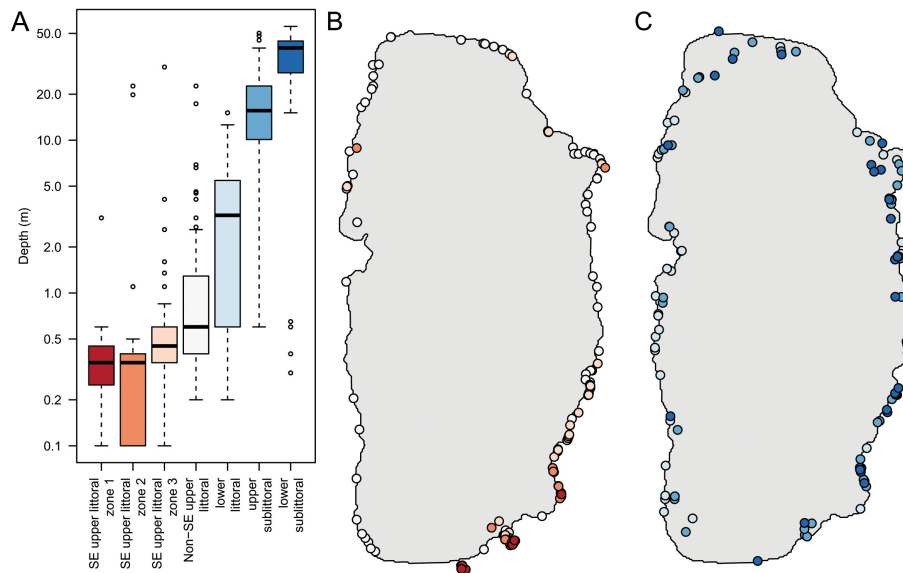 A
B
C
Depth (m)
50.0
20.0
10.0
5.0
2.0
1.0
0.5
0.2
0.1
SE upper littoral
zone 1
SE upper littoral
zone 2
SE upper littoral
zone 3
Non−SE upper
littoral
lower
littoral
upper
sublittoral
lower
sublittoral